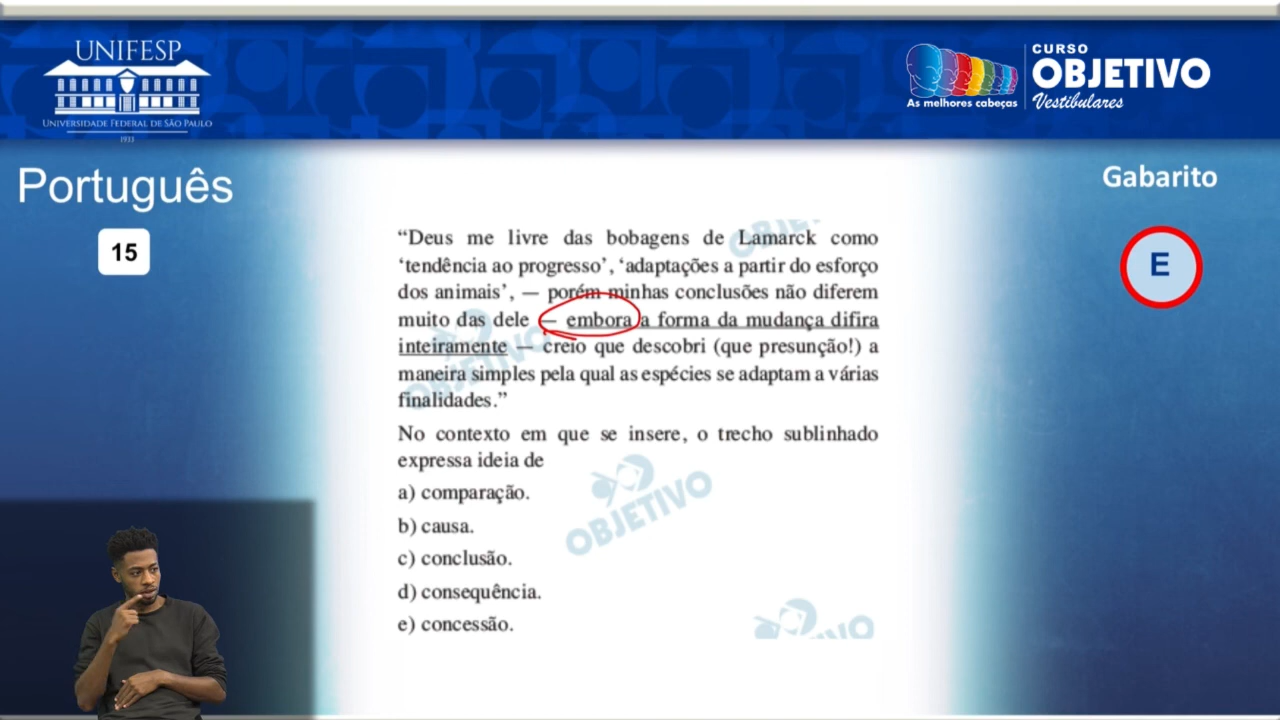 UNIFESP
UNIVERSIDADE FEDERAL DE SÃO PAULO
1933
CURSO
OBJETIVO
Vestibulares
As melhores cabeças
Português
15
Gabarito
E
“Deus me livre das bobagens de Lamarck como
‘tendência ao progresso’, ‘adaptações a partir do esforço
dos animais’, — porém minhas conclusões não diferem
muito das dele — embora a forma da mudança difira
inteiramente — creio que descobri (que presunção!) a
maneira simples pela qual as espécies se adaptam a várias
finalidades.”
No contexto em que se insere, o trecho sublinhado
expressa ideia de
a) comparação.
b) causa.
c) conclusão.
d) consequência.
e) concessão.
OBJETIVO